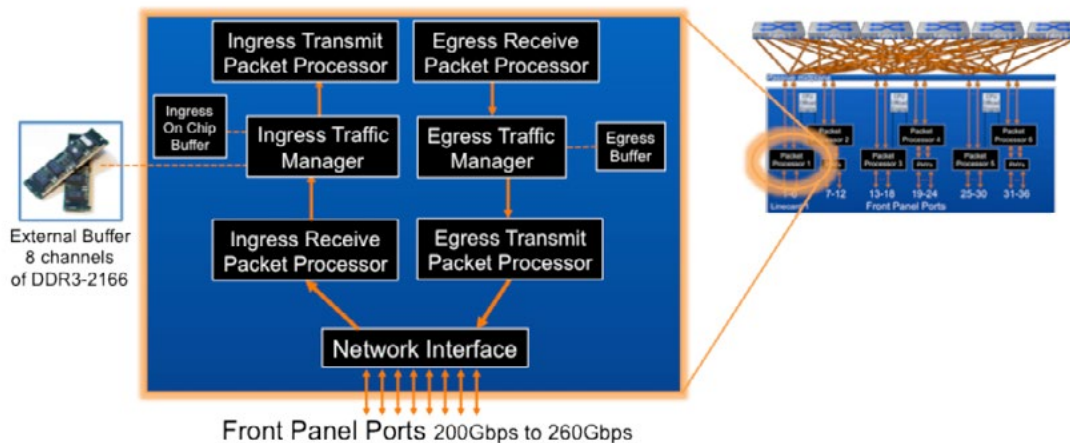 Ingress Transmit
Packet Processor
Egress Receive
Packet Processor
Ingress
On Chip
Buffer
Ingress Traffic
Manager
Egress Traffic
Manager
Egress
Buffer
External Buffer
8 channels
of DDR3-2166
Ingress Receive
Packet Processor
Egress Transmit
Packet Processor
Network Interface
Front Panel Ports 200Gbps to 260Gbps
Packet
Processor 2
Packet
Processor 4
Packet
Processor 6
Packet
Processor 1
Packet
Processor 3
Packet
Processor 5
7-12
13-18
19-24
25-30
31-36
Linecard 1
Front Panel Ports